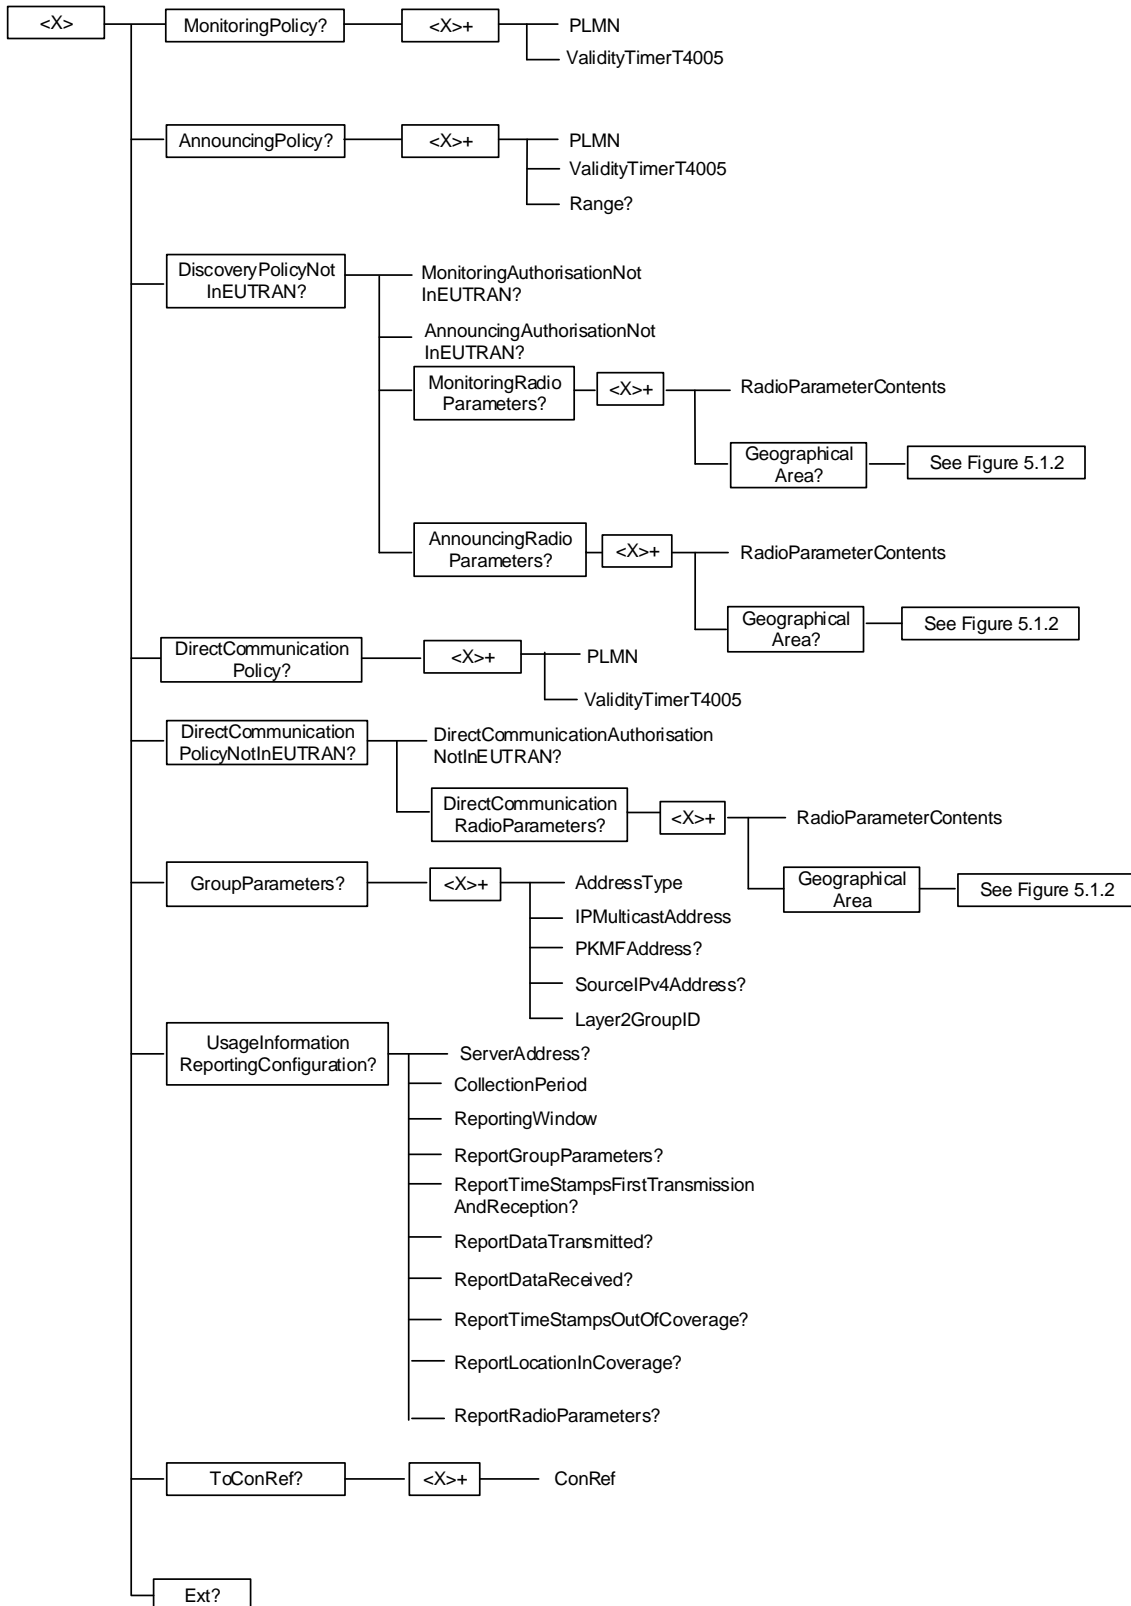 <X>
MonitoringPolicy?
<X>+
PLMN
ValidityTimerT4005
AnnouncingPolicy?
<X>+
PLMN
ValidityTimerT4005
Range?
DiscoveryPolicyNot
InEUTRAN?
MonitoringAuthorisationNot
InEUTRAN?
AnnouncingAuthorisationNot
InEUTRAN?
MonitoringRadio
Parameters?
<X>+
RadioParameterContents
Geographical
Area?
See Figure 5.1.2
AnnouncingRadio
Parameters?
<X>+
RadioParameterContents
Geographical
Area?
See Figure 5.1.2
DirectCommunication
Policy?
<X>+
PLMN
ValidityTimerT4005
DirectCommunication
PolicyNotInEUTRAN?
DirectCommunicationAuthorisation
NotInEUTRAN?
DirectCommunication
RadioParameters?
<X>+
RadioParameterContents
Geographical
Area
See Figure 5.1.2
GroupParameters?
<X>+
AddressType
IPMulticastAddress
PKMFAddress?
SourceIPv4Address?
Layer2GroupID
UsageInformation
ReportingConfiguration?
ServerAddress?
CollectionPeriod
ReportingWindow
ReportGroupParameters?
ReportTimeStampsFirstTransmission
AndReception?
ReportDataTransmitted?
ReportDataReceived?
ReportTimeStampsOutOfCoverage?
ReportLocationInCoverage?
ReportRadioParameters?
ToConRef?
<X>+
ConRef
Ext?